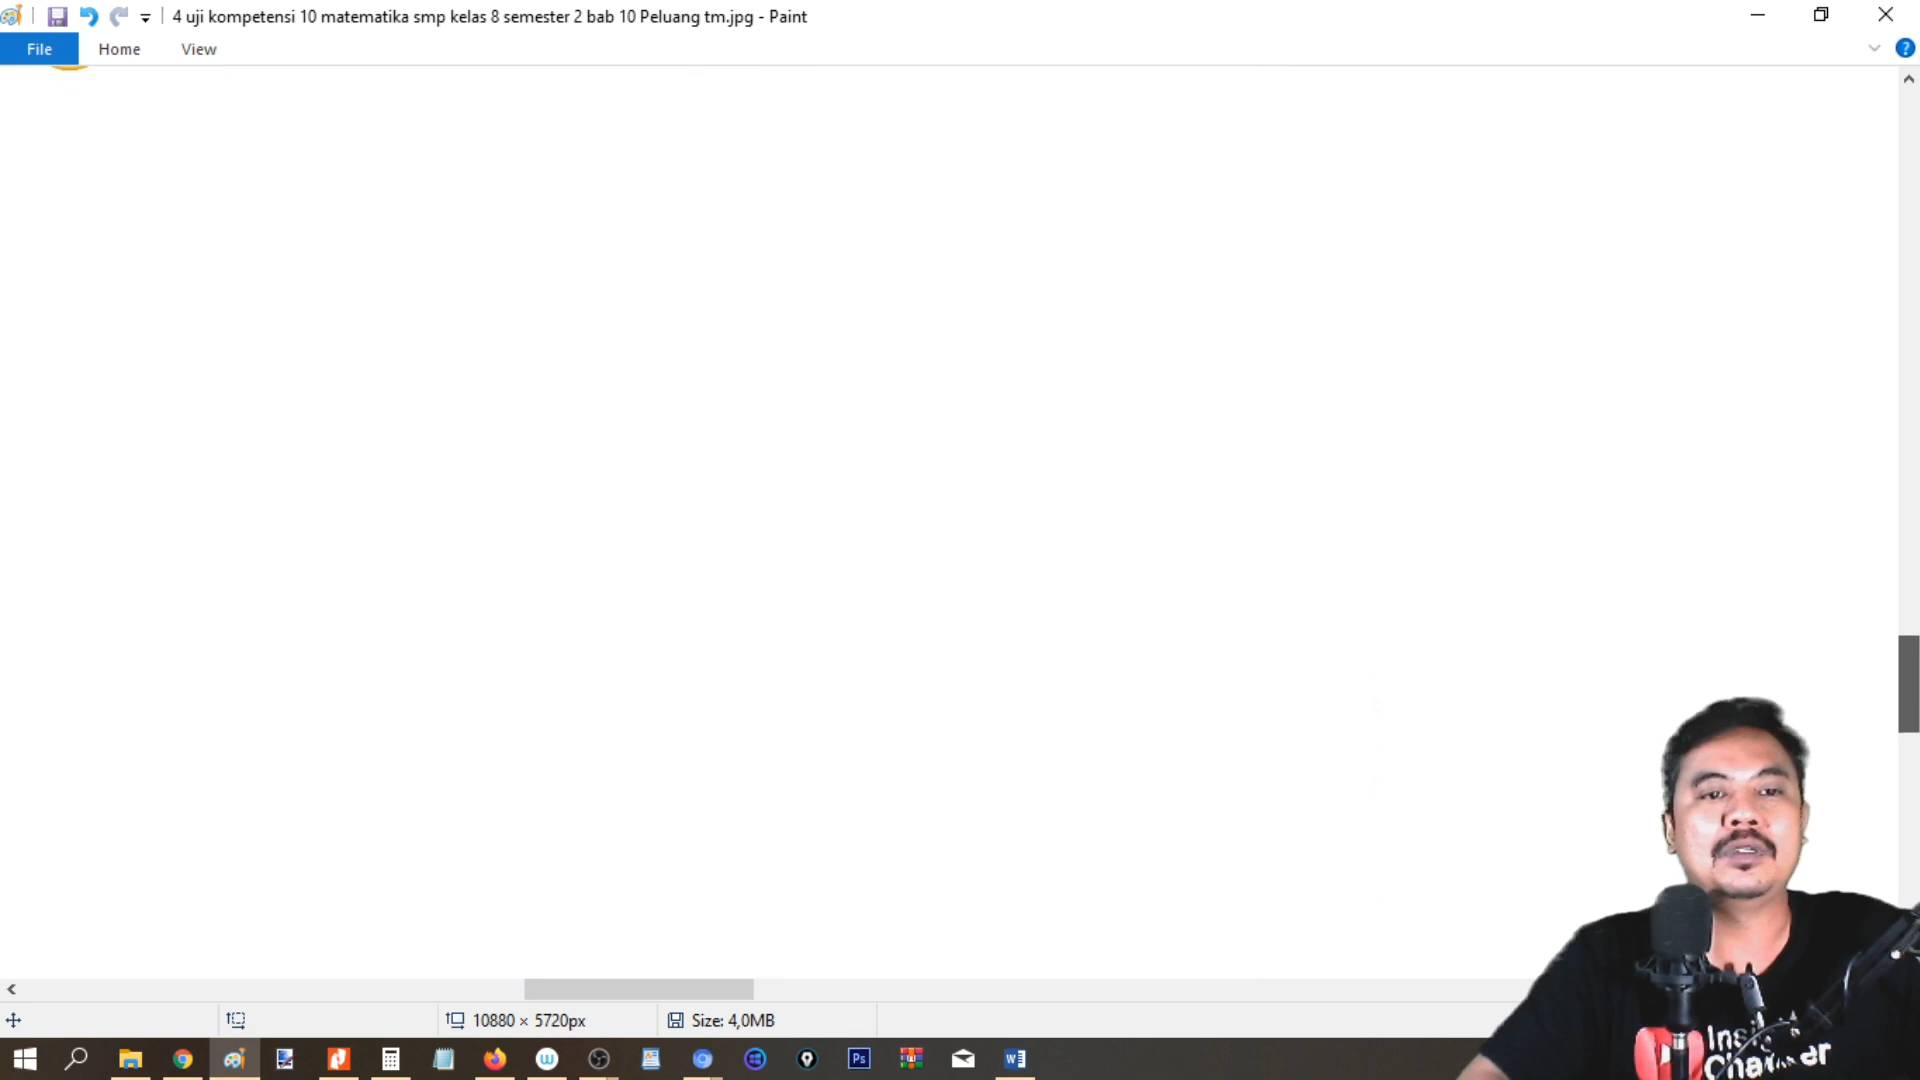 4 uji kompetensi 10 matematika smp kelas 8 semester 2 bab 10 Peluang tm.jpg - Paint
File
Home
View
10880 × 5720px
Size: 4,0MB